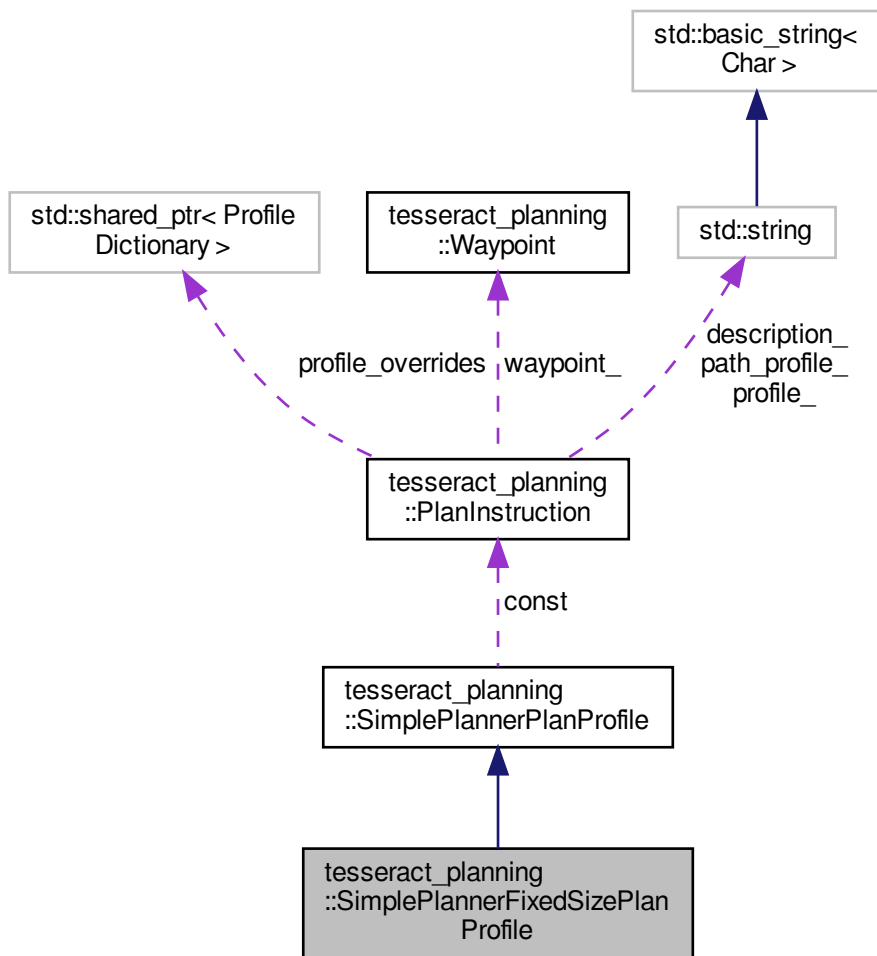 std::basic_string<
Char >
std::shared_ptr< Profile
Dictionary >
tesseract_planning
::Waypoint
std::string
profile_overrides
waypoint_
description_
path_profile_
profile_
tesseract_planning
::PlanInstruction
const
tesseract_planning
::SimplePlannerPlanProfile
tesseract_planning
::SimplePlannerFixedSizePlan
Profile